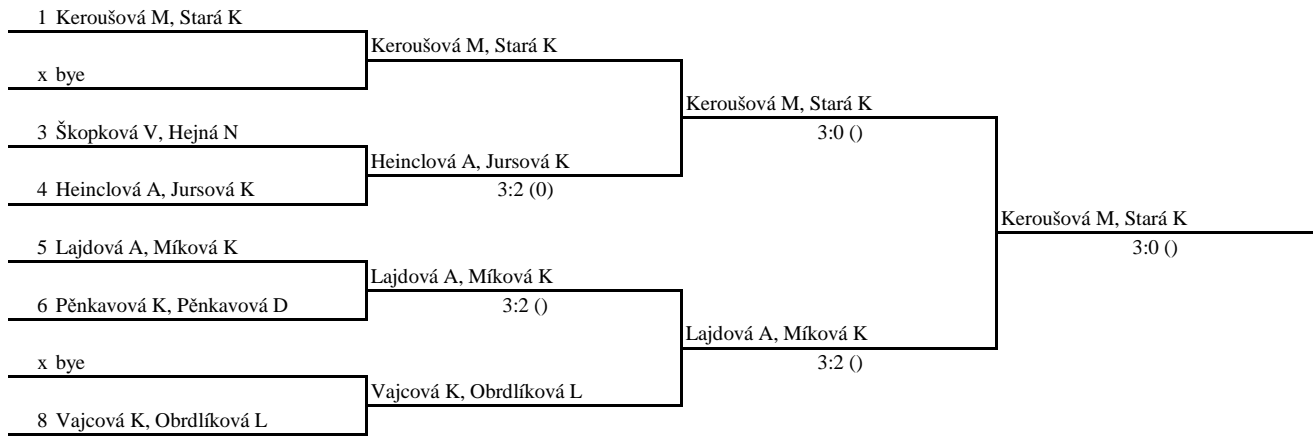 1 Keroušová M, Stará K
Keroušová M, Stará K
x bye
Keroušová M, Stará K
3 Škopková V, Hejná N
3:0 ()
Heinclová A, Jursová K
4 Heinclová A, Jursová K
3:2 (0)
Keroušová M, Stará K
5 Lajdová A, Míková K
3:0 ()
Lajdová A, Míková K
6 Pěnkavová K, Pěnkavová D
3:2 ()
Lajdová A, Míková K
x bye
3:2 ()
Vajcová K, Obrdlíková L
8 Vajcová K, Obrdlíková L